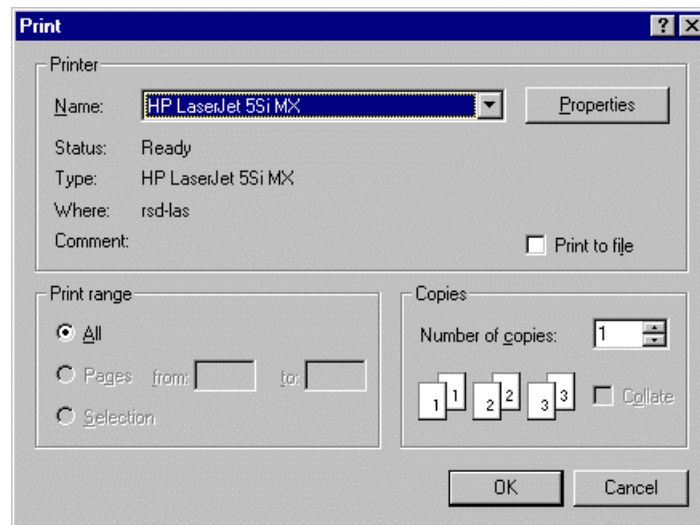 Print
Printer
Name: HP LaserJet 5Si MX Properties
Status: Ready
Type: HP LaserJet 5Si MX
Where: rsd-las
Comment: Print to file
Print range
All
Pages from: to:
Selection
Copies
Number of copies: 1
1 1 2 2 3 3 Collate
OK Cancel